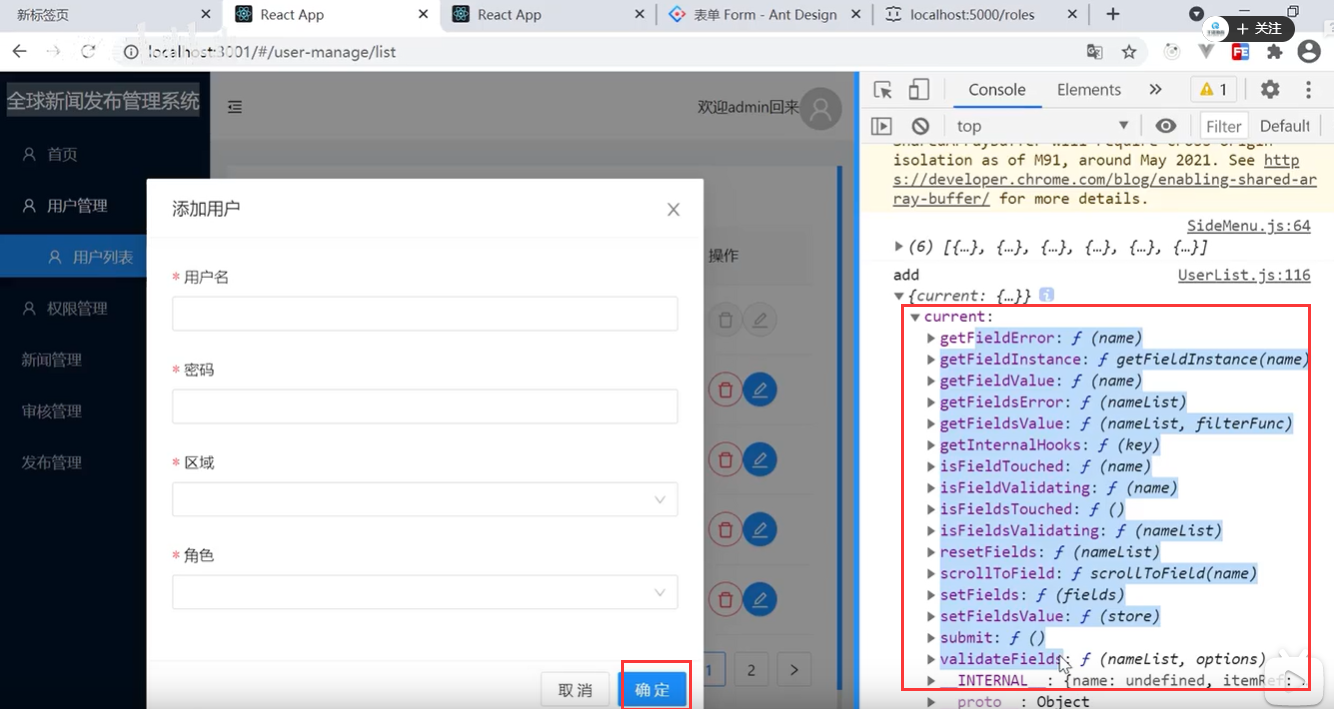 新标签页
React App
React App
表单 Form - Ant Design
localhost:5000/roles
关注
localhost:3001/#/user-manage/list
全球新闻发布管理系统
首页
用户管理
用户列表
权限管理
新闻管理
审核管理
发布管理
欢迎admin回来
操作
1
2
添加用户
* 用户名
* 密码
* 区域
* 角色
取 消
确 定
Console
Elements
1
top
Filter
Default
SharedArrayBuffer will require cross-origin
isolation as of M91, around May 2021. See http
s://developer.chrome.com/blog/enabling-shared-ar
ray-buffer/ for more details.
SideMenu.js:64
(6) [{…}, {…}, {…}, {…}, {…}, {…}]
add
UserList.js:116
{current: {…}}
current:
getFieldError: ƒ (name)
getFieldInstance: ƒ getFieldInstance(name)
getFieldValue: ƒ (name)
getFieldsError: ƒ (nameList)
getFieldsValue: ƒ (nameList, filterFunc)
getInternalHooks: ƒ (key)
isFieldTouched: ƒ (name)
isFieldValidating: ƒ (name)
isFieldsTouched: ƒ ()
isFieldsValidating: ƒ (nameList)
resetFields: ƒ (nameList)
scrollToField: ƒ scrollToField(name)
setFields: ƒ (fields)
setFieldsValue: ƒ (store)
submit: ƒ ()
validateFields: ƒ (nameList, options)
__INTERNAL__: {name: undefined, itemRef:
__proto__: Object